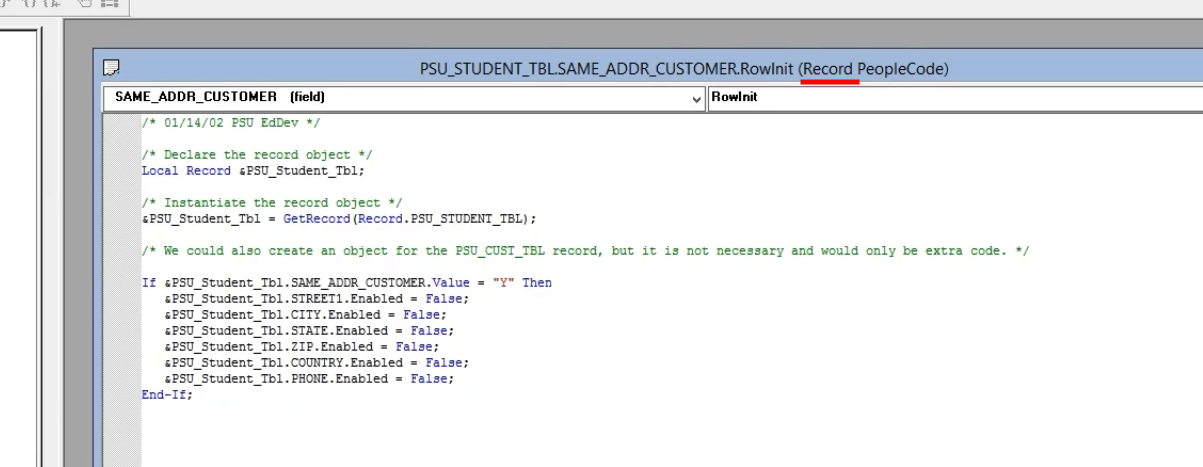 PSU_STUDENT_TBL.SAME_ADDR_CUSTOMER.RowInit (Record PeopleCode)
SAME_ADDR_CUSTOMER (field) RowInit
/* 01/14/02 PSU EdDev */
/* Declare the record object */
Local Record &PSU_Student_Tbl;
/* Instantiate the record object */
&PSU_Student_Tbl = GetRecord(Record.PSU_STUDENT_TBL);
/* We could also create an object for the PSU_CUST_TBL record, but it is not necessary and would only be extra code. */
If &PSU_Student_Tbl.SAME_ADDR_CUSTOMER.Value = "Y" Then
&PSU_Student_Tbl.STREET1.Enabled = False;
&PSU_Student_Tbl.CITY.Enabled = False;
&PSU_Student_Tbl.STATE.Enabled = False;
&PSU_Student_Tbl.ZIP.Enabled = False;
&PSU_Student_Tbl.COUNTRY.Enabled = False;
&PSU_Student_Tbl.PHONE.Enabled = False;
End-If;